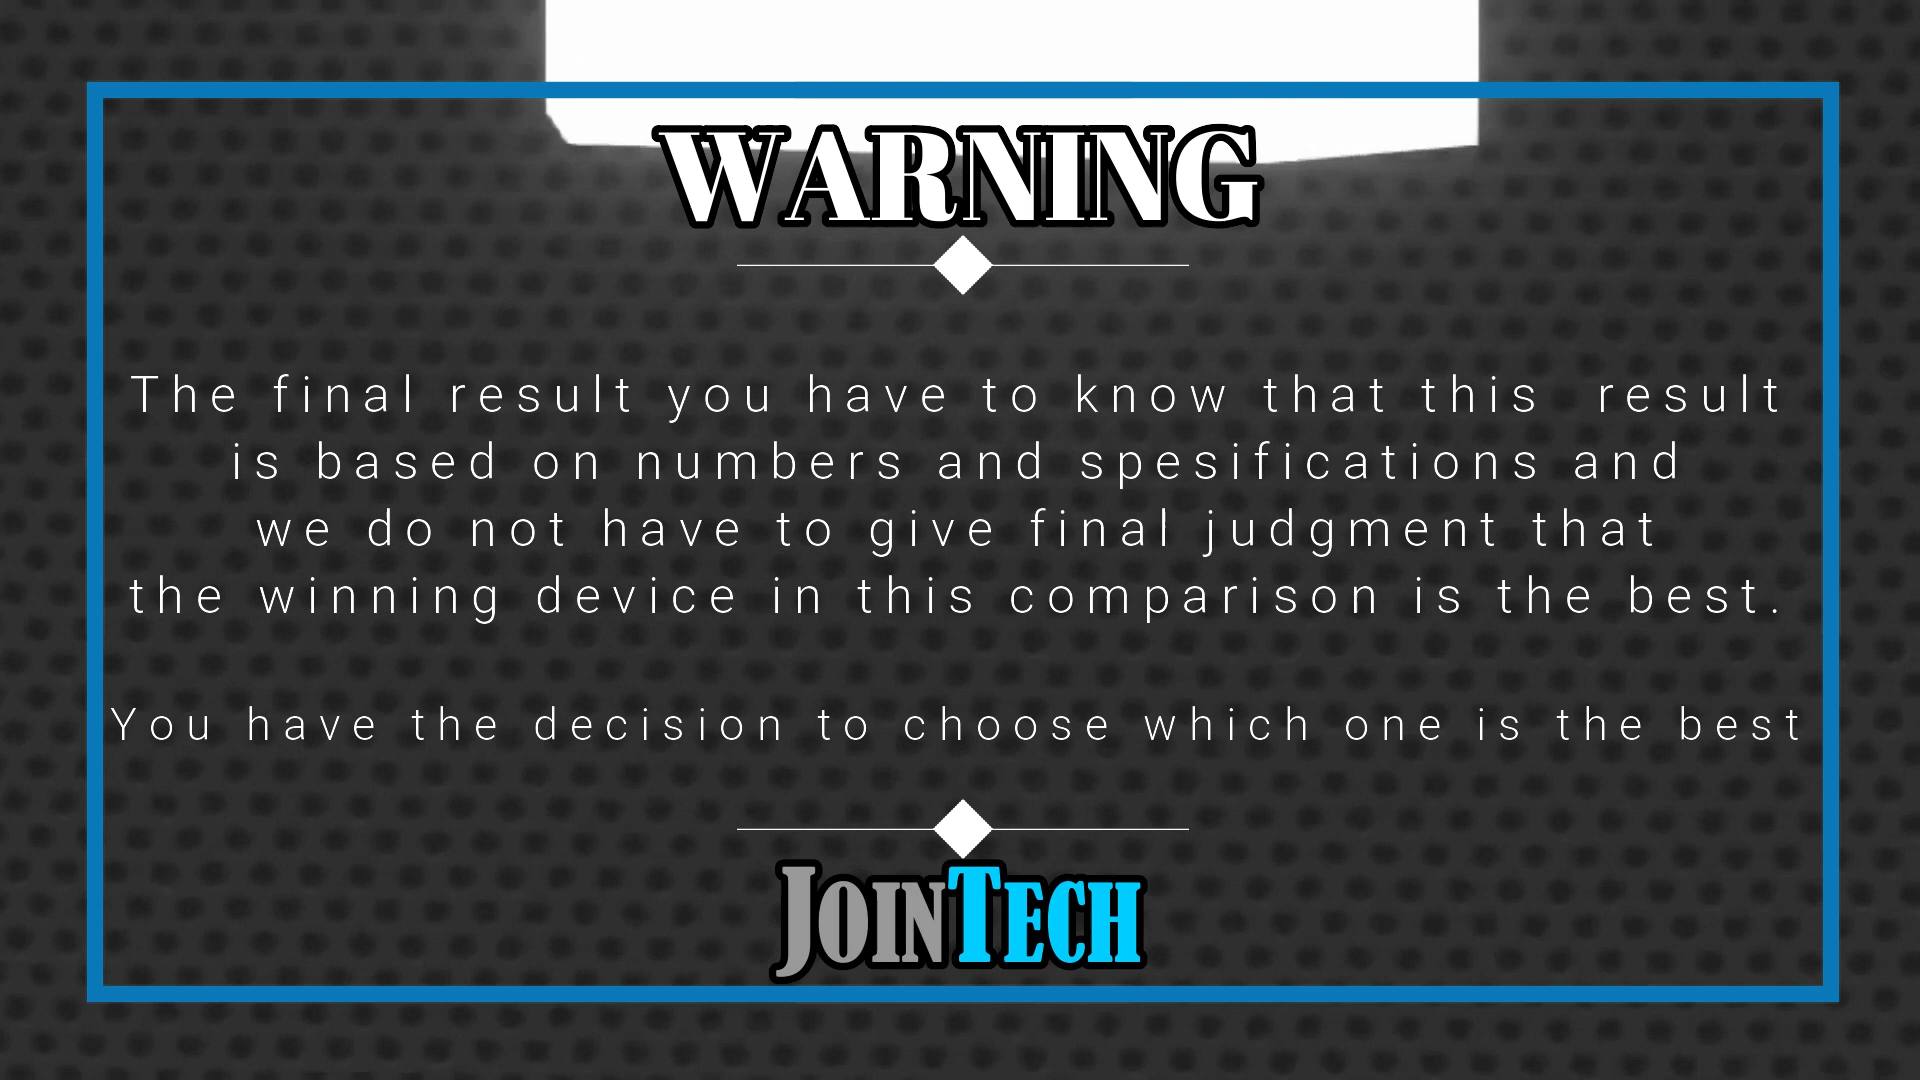 WARNING
The final result you have to know that this result
is based on numbers and spesifications and
we do not have to give final judgment that
the winning device in this comparison is the best.
You have the decision to choose which one is the best
JOINTECH